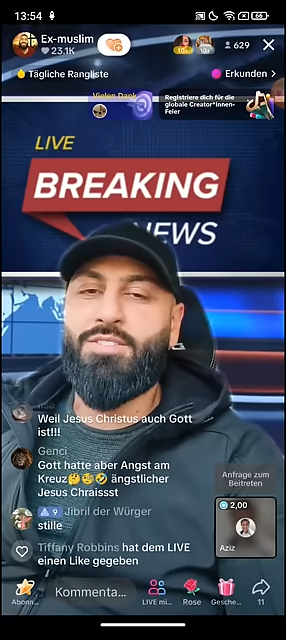 13:54
66
Ex-muslim
23.1K
10+
10+
629
Tägliche Rangliste
Erkunden >
Vielen Dank
Registriere dich für die
globale Creator*innen-
Feier
LIVE
BREAKING
NEWS
Weil Jesus Christus auch Gott
ist!!!
Genci
Gott hatte aber Angst am
Kreuz🤔🧐🤣 ängstlicher
Jesus Chraissst
9 Jibril der Würger
stille
Tiffany Robbins hat dem LIVE
einen Like gegeben
Anfrage zum
Beitreten
2,00
Aziz
Abonn...
Kommenta...
LIVE mi...
Rose
Gesche...
11